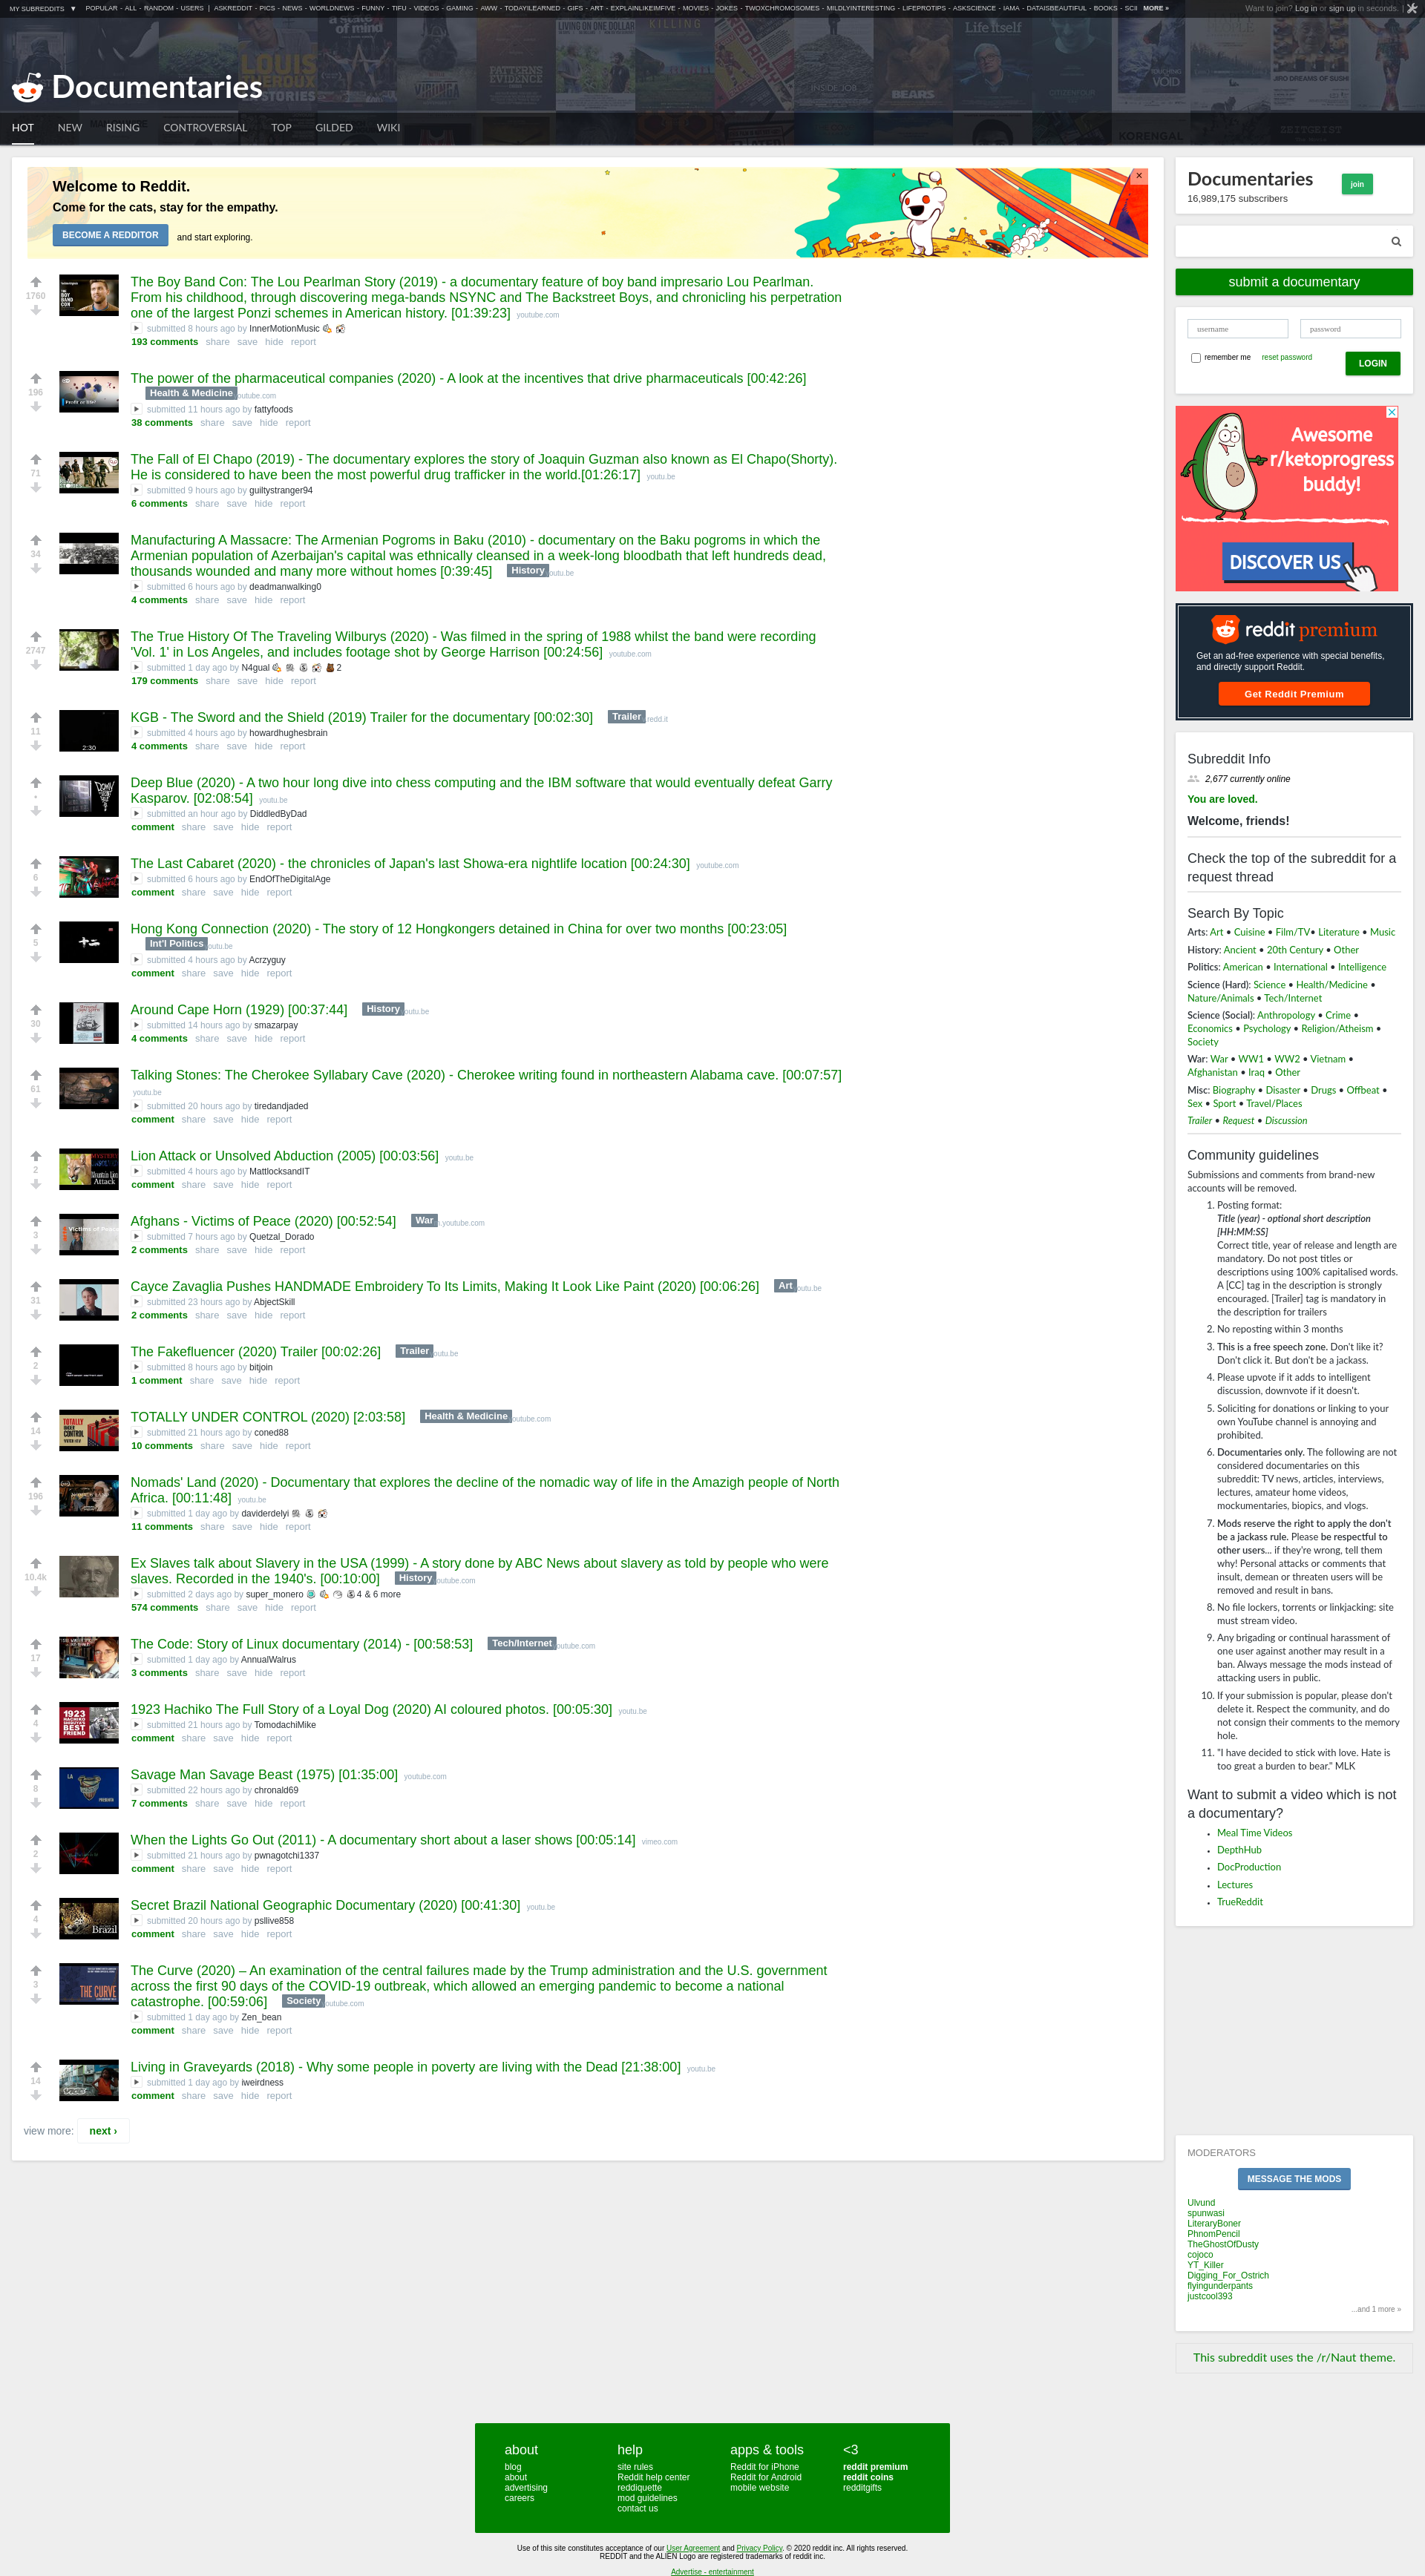 MY SUBREDDITS ▼ POPULAR - ALL - RANDOM - USERS | ASKREDDIT - PICS - NEWS - WORLDNEWS - FUNNY - TIFU - VIDEOS - GAMING - AWW - TODAYILEARNED - GIFS - ART - EXPLAINLIKEIMFIVE - MOVIES - JOKES - TWOXCHROMOSOMES - MILDLYINTERESTING - LIFEPROTIPS - ASKSCIENCE - IAMA - DATAISBEAUTIFUL - BOOKS - SCII MORE »
Want to join? Log in or sign up in seconds. |
Documentaries
HOT NEW RISING CONTROVERSIAL TOP GILDED WIKI
Welcome to Reddit.
Come for the cats, stay for the empathy.
BECOME A REDDITOR and start exploring.
1760
The Boy Band Con: The Lou Pearlman Story (2019) - a documentary feature of boy band impresario Lou Pearlman.
From his childhood, through discovering mega-bands NSYNC and The Backstreet Boys, and chronicling his perpetration
one of the largest Ponzi schemes in American history. [01:39:23] youtube.com
submitted 8 hours ago by InnerMotionMusic
193 comments share save hide report
196
The power of the pharmaceutical companies (2020) - A look at the incentives that drive pharmaceuticals [00:42:26]
Health & Medicine outube.com
submitted 11 hours ago by fattyfoods
38 comments share save hide report
71
The Fall of El Chapo (2019) - The documentary explores the story of Joaquin Guzman also known as El Chapo(Shorty).
He is considered to have been the most powerful drug trafficker in the world.[01:26:17] youtu.be
submitted 9 hours ago by guiltystranger94
6 comments share save hide report
34
Manufacturing A Massacre: The Armenian Pogroms in Baku (2010) - documentary on the Baku pogroms in which the
Armenian population of Azerbaijan's capital was ethnically cleansed in a week-long bloodbath that left hundreds dead,
thousands wounded and many more without homes [0:39:45] History outu.be
submitted 6 hours ago by deadmanwalking0
4 comments share save hide report
2747
The True History Of The Traveling Wilburys (2020) - Was filmed in the spring of 1988 whilst the band were recording
'Vol. 1' in Los Angeles, and includes footage shot by George Harrison [00:24:56] youtube.com
submitted 1 day ago by N4gual 2
179 comments share save hide report
11
2:30
KGB - The Sword and the Shield (2019) Trailer for the documentary [00:02:30] Trailer .redd.it
submitted 4 hours ago by howardhughesbrain
4 comments share save hide report
•
Deep Blue (2020) - A two hour long dive into chess computing and the IBM software that would eventually defeat Garry
Kasparov. [02:08:54] youtu.be
submitted an hour ago by DiddledByDad
comment share save hide report
6
The Last Cabaret (2020) - the chronicles of Japan's last Showa-era nightlife location [00:24:30] youtube.com
submitted 6 hours ago by EndOfTheDigitalAge
comment share save hide report
5
Hong Kong Connection (2020) - The story of 12 Hongkongers detained in China for over two months [00:23:05]
Int'l Politics outu.be
submitted 4 hours ago by Acrzyguy
comment share save hide report
30
Around Cape Horn (1929) [00:37:44] History outu.be
submitted 14 hours ago by smazarpay
4 comments share save hide report
61
Talking Stones: The Cherokee Syllabary Cave (2020) - Cherokee writing found in northeastern Alabama cave. [00:07:57]
youtu.be
submitted 20 hours ago by tiredandjaded
comment share save hide report
2
Lion Attack or Unsolved Abduction (2005) [00:03:56] youtu.be
submitted 4 hours ago by MattlocksandIT
comment share save hide report
3
Afghans - Victims of Peace (2020) [00:52:54] War .youtube.com
submitted 7 hours ago by Quetzal_Dorado
2 comments share save hide report
31
Cayce Zavaglia Pushes HANDMADE Embroidery To Its Limits, Making It Look Like Paint (2020) [00:06:26] Art outu.be
submitted 23 hours ago by AbjectSkill
2 comments share save hide report
2
The Fakefluencer (2020) Trailer [00:02:26] Trailer outu.be
submitted 8 hours ago by bitjoin
1 comment share save hide report
14
TOTALLY UNDER CONTROL (2020) [2:03:58] Health & Medicine outube.com
submitted 21 hours ago by coned88
10 comments share save hide report
196
Nomads' Land (2020) - Documentary that explores the decline of the nomadic way of life in the Amazigh people of North
Africa. [00:11:48] youtu.be
submitted 1 day ago by daviderdelyi
11 comments share save hide report
10.4k
Ex Slaves talk about Slavery in the USA (1999) - A story done by ABC News about slavery as told by people who were
slaves. Recorded in the 1940's. [00:10:00] History outube.com
submitted 2 days ago by super_monero 4 & 6 more
574 comments share save hide report
17
The Code: Story of Linux documentary (2014) - [00:58:53] Tech/Internet outube.com
submitted 1 day ago by AnnualWalrus
3 comments share save hide report
4
1923 Hachiko The Full Story of a Loyal Dog (2020) AI coloured photos. [00:05:30] youtu.be
submitted 21 hours ago by TomodachiMike
comment share save hide report
8
Savage Man Savage Beast (1975) [01:35:00] youtube.com
submitted 22 hours ago by chronald69
7 comments share save hide report
2
When the Lights Go Out (2011) - A documentary short about a laser shows [00:05:14] vimeo.com
submitted 21 hours ago by pwnagotchi1337
comment share save hide report
4
Secret Brazil National Geographic Documentary (2020) [00:41:30] youtu.be
submitted 20 hours ago by psllive858
comment share save hide report
3
The Curve (2020) – An examination of the central failures made by the Trump administration and the U.S. government
across the first 90 days of the COVID-19 outbreak, which allowed an emerging pandemic to become a national
catastrophe. [00:59:06] Society outube.com
submitted 1 day ago by Zen_bean
comment share save hide report
14
Living in Graveyards (2018) - Why some people in poverty are living with the Dead [21:38:00] youtu.be
submitted 1 day ago by iweirdness
comment share save hide report
view more: next ›
Documentaries join
16,989,175 subscribers
submit a documentary
username password
remember me reset password LOGIN
Awesome
r/ketoprogress
buddy!
DISCOVER US
reddit premium
Get an ad-free experience with special benefits,
and directly support Reddit.
Get Reddit Premium
Subreddit Info
2,677 currently online
You are loved.
Welcome, friends!
Check the top of the subreddit for a
request thread
Search By Topic
Arts: Art • Cuisine • Film/TV• Literature • Music
History: Ancient • 20th Century • Other
Politics: American • International • Intelligence
Science (Hard): Science • Health/Medicine •
Nature/Animals • Tech/Internet
Science (Social): Anthropology • Crime •
Economics • Psychology • Religion/Atheism •
Society
War: War • WW1 • WW2 • Vietnam •
Afghanistan • Iraq • Other
Misc: Biography • Disaster • Drugs • Offbeat •
Sex • Sport • Travel/Places
Trailer • Request • Discussion
Community guidelines
Submissions and comments from brand-new
accounts will be removed.
1. Posting format:
Title (year) - optional short description
[HH:MM:SS]
Correct title, year of release and length are
mandatory. Do not post titles or
descriptions using 100% capitalised words.
A [CC] tag in the description is strongly
encouraged. [Trailer] tag is mandatory in
the description for trailers
2. No reposting within 3 months
3. This is a free speech zone. Don't like it?
Don't click it. But don't be a jackass.
4. Please upvote if it adds to intelligent
discussion, downvote if it doesn't.
5. Soliciting for donations or linking to your
own YouTube channel is annoying and
prohibited.
6. Documentaries only. The following are not
considered documentaries on this
subreddit: TV news, articles, interviews,
lectures, amateur home videos,
mockumentaries, biopics, and vlogs.
7. Mods reserve the right to apply the don't
be a jackass rule. Please be respectful to
other users... if they're wrong, tell them
why! Personal attacks or comments that
insult, demean or threaten users will be
removed and result in bans.
8. No file lockers, torrents or linkjacking: site
must stream video.
9. Any brigading or continual harassment of
one user against another may result in a
ban. Always message the mods instead of
attacking users in public.
10. If your submission is popular, please don't
delete it. Respect the community, and do
not consign their comments to the memory
hole.
11. "I have decided to stick with love. Hate is
too great a burden to bear." MLK
Want to submit a video which is not
a documentary?
• Meal Time Videos
• DepthHub
• DocProduction
• Lectures
• TrueReddit
MODERATORS
MESSAGE THE MODS
Ulvund
spunwasi
LiteraryBoner
PhnomPencil
TheGhostOfDusty
cojoco
YT_Killer
Digging_For_Ostrich
flyingunderpants
justcool393
...and 1 more »
This subreddit uses the /r/Naut theme.
about
blog
about
advertising
careers
help
site rules
Reddit help center
reddiquette
mod guidelines
contact us
apps & tools
Reddit for iPhone
Reddit for Android
mobile website
<3
reddit premium
reddit coins
redditgifts
Use of this site constitutes acceptance of our User Agreement and Privacy Policy. © 2020 reddit inc. All rights reserved.
REDDIT and the ALIEN Logo are registered trademarks of reddit inc.
Advertise - entertainment